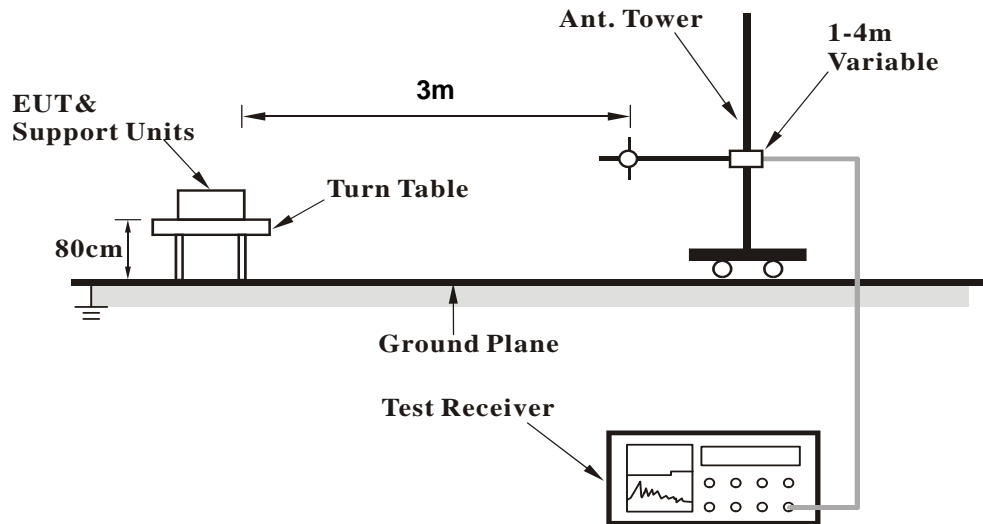 Ant. Tower
1-4m
Variable
3m
EUT&
Support Units
Turn Table
80cm
Ground Plane
Test Receiver